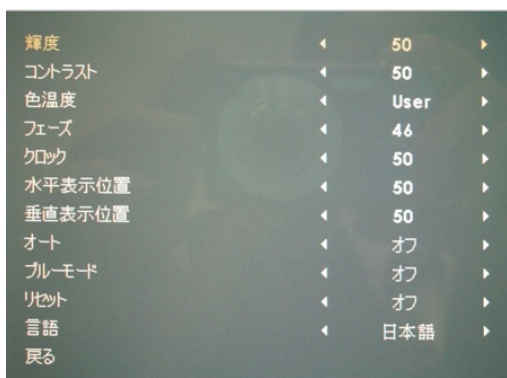 輝度 50
コントラスト 50
色温度 User
フェーズ 46
クロック 50
水平表示位置 50
垂直表示位置 50
オート オフ
ブルーモード オフ
リセット オフ
言語 日本語
戻る